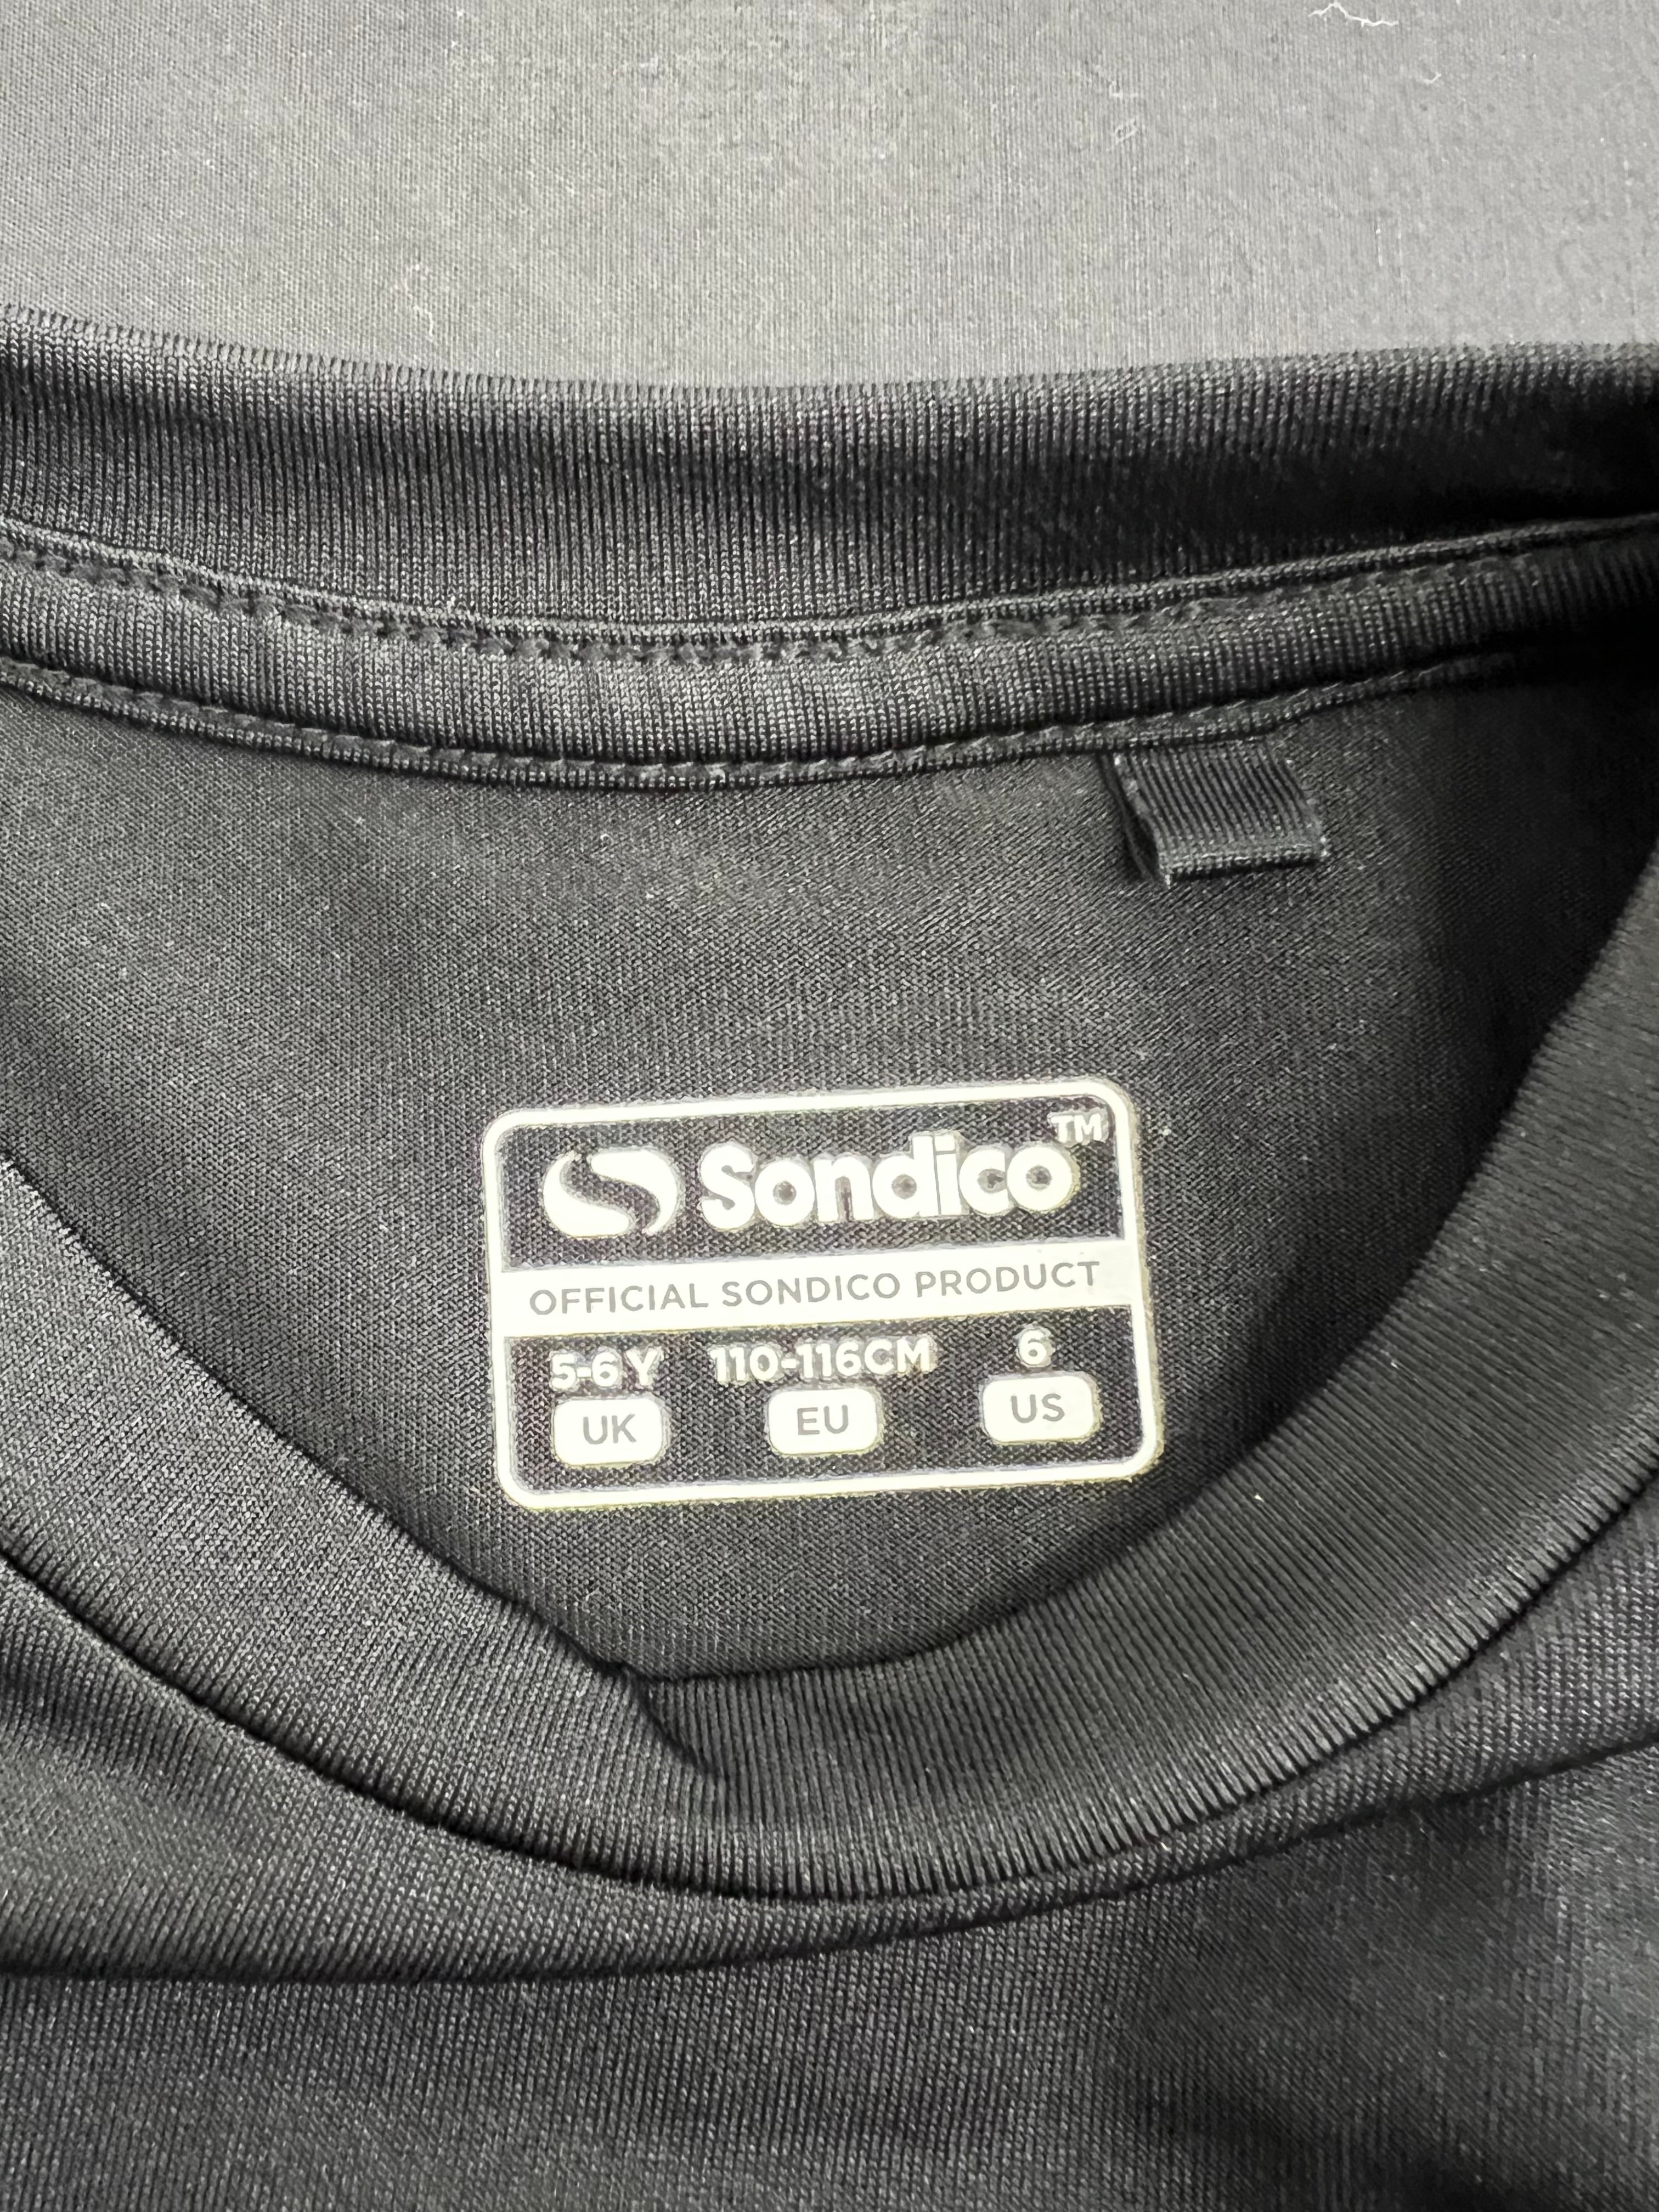 Sondico™
OFFICIAL SONDICO PRODUCT
5-6Y 110-116CM 6
UK EU US